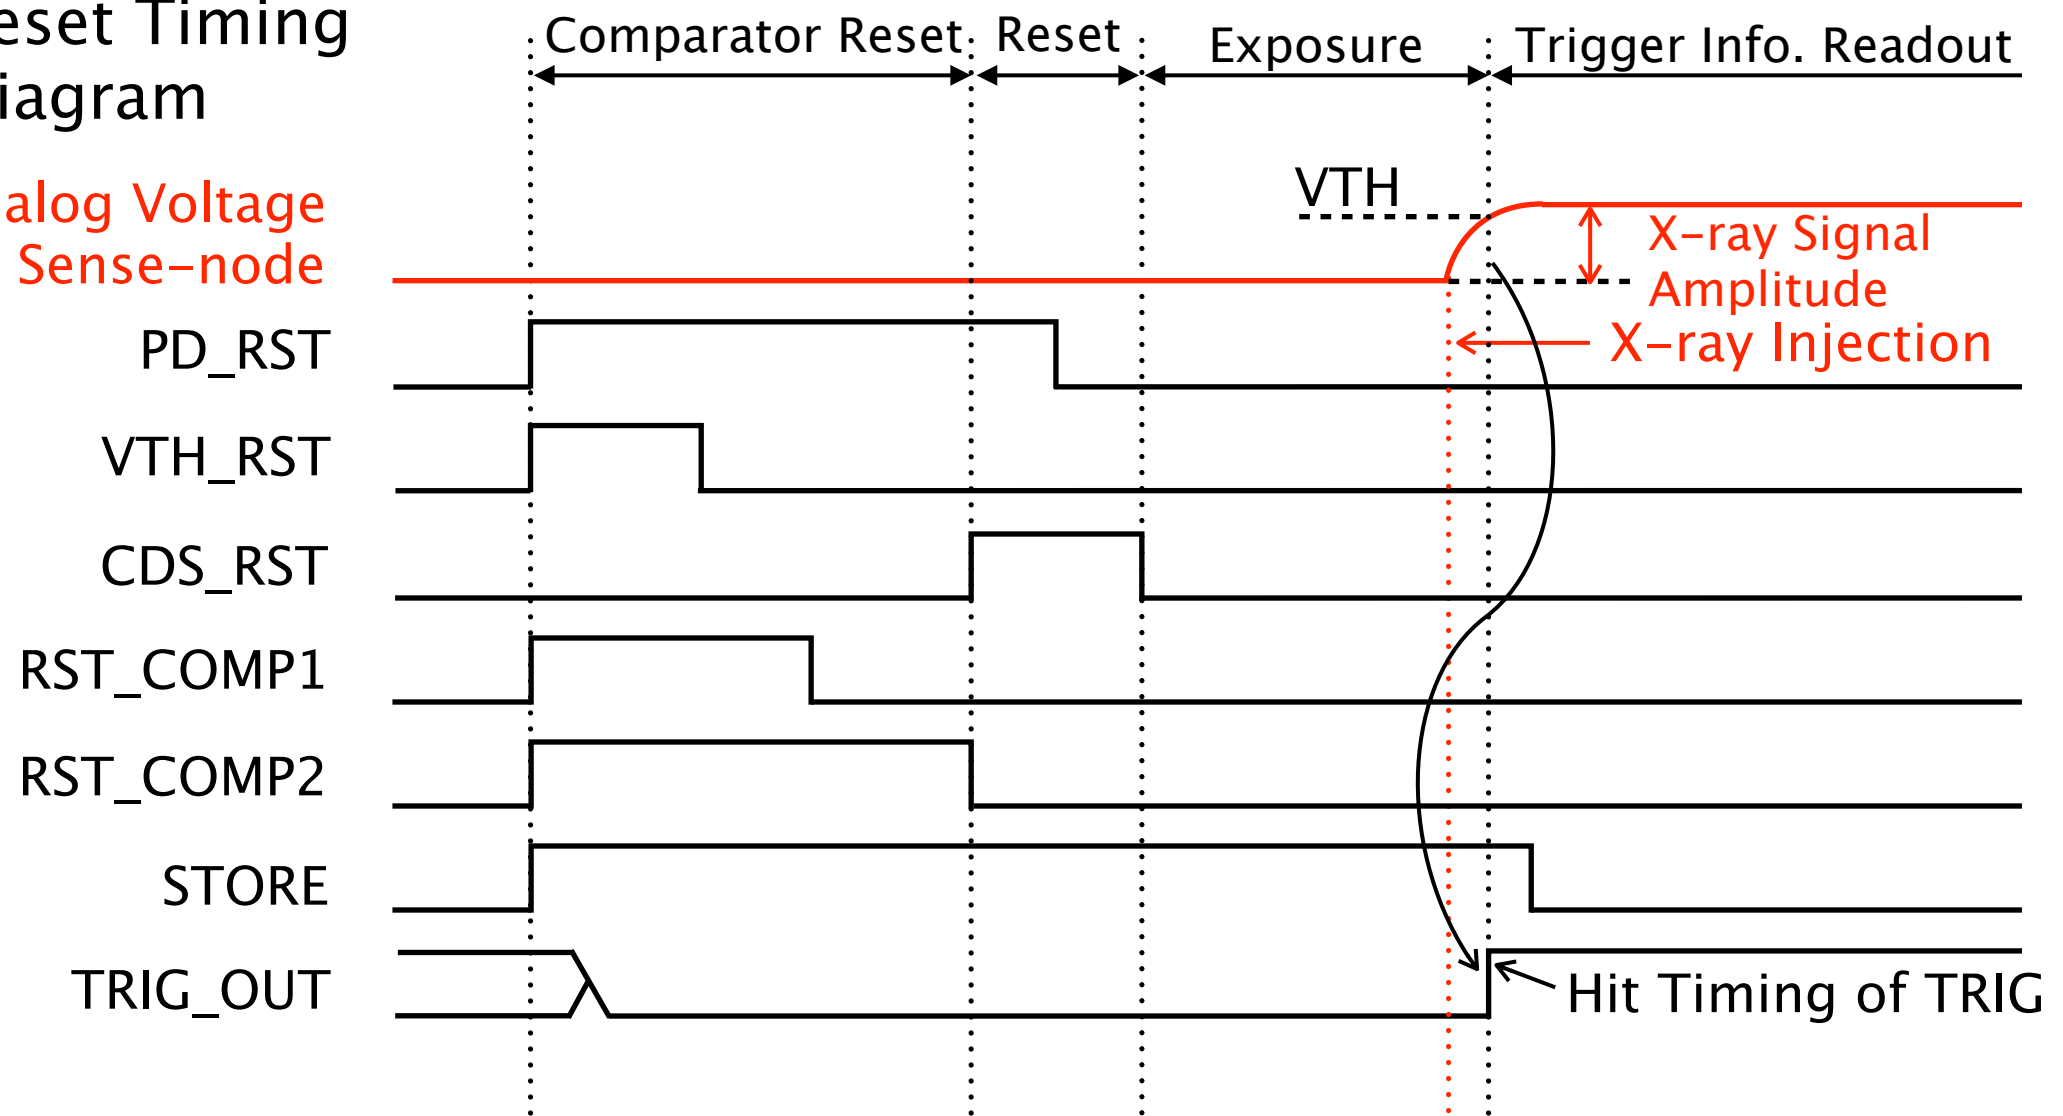 eset Timing
iagram
Comparator Reset
Reset
Exposure
Trigger Info. Readout
alog Voltage
Sense-node
VTH
X-ray Signal
Amplitude
X-ray Injection
PD_RST
VTH_RST
CDS_RST
RST_COMP1
RST_COMP2
STORE
TRIG_OUT
Hit Timing of TRIG